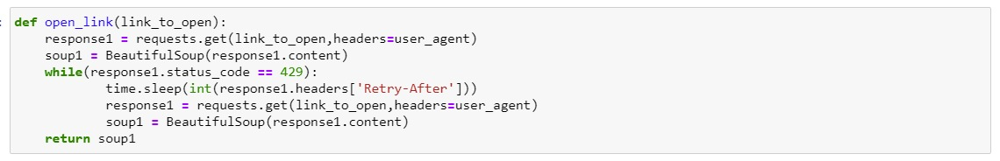 : def open_link(link_to_open):
    response1 = requests.get(link_to_open,headers=user_agent)
    soup1 = BeautifulSoup(response1.content)
    while(response1.status_code == 429):
            time.sleep(int(response1.headers['Retry-After']))
            response1 = requests.get(link_to_open,headers=user_agent)
            soup1 = BeautifulSoup(response1.content)
    return soup1